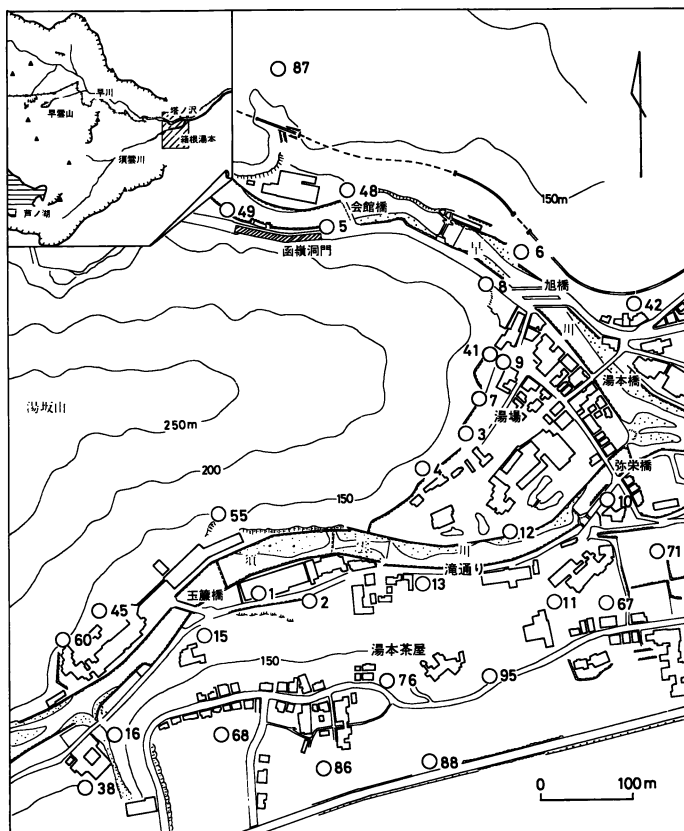 早川
塔ノ沢
早雲山
箱根湯本
須雲川
芦ノ湖
87
150m
48
会館橋
49
5
早
6
函嶺洞門
8
旭橋
42
川
41
9
湯本橋
7
湯坂山
湯場
250m
3
弥栄橋
4
200
10
150
55
12
須
雲
川
71
滝通り
玉簾橋
1
2
13
11
67
45
15
60
湯本茶屋
150
76
95
16
68
86
88
38
0
100m